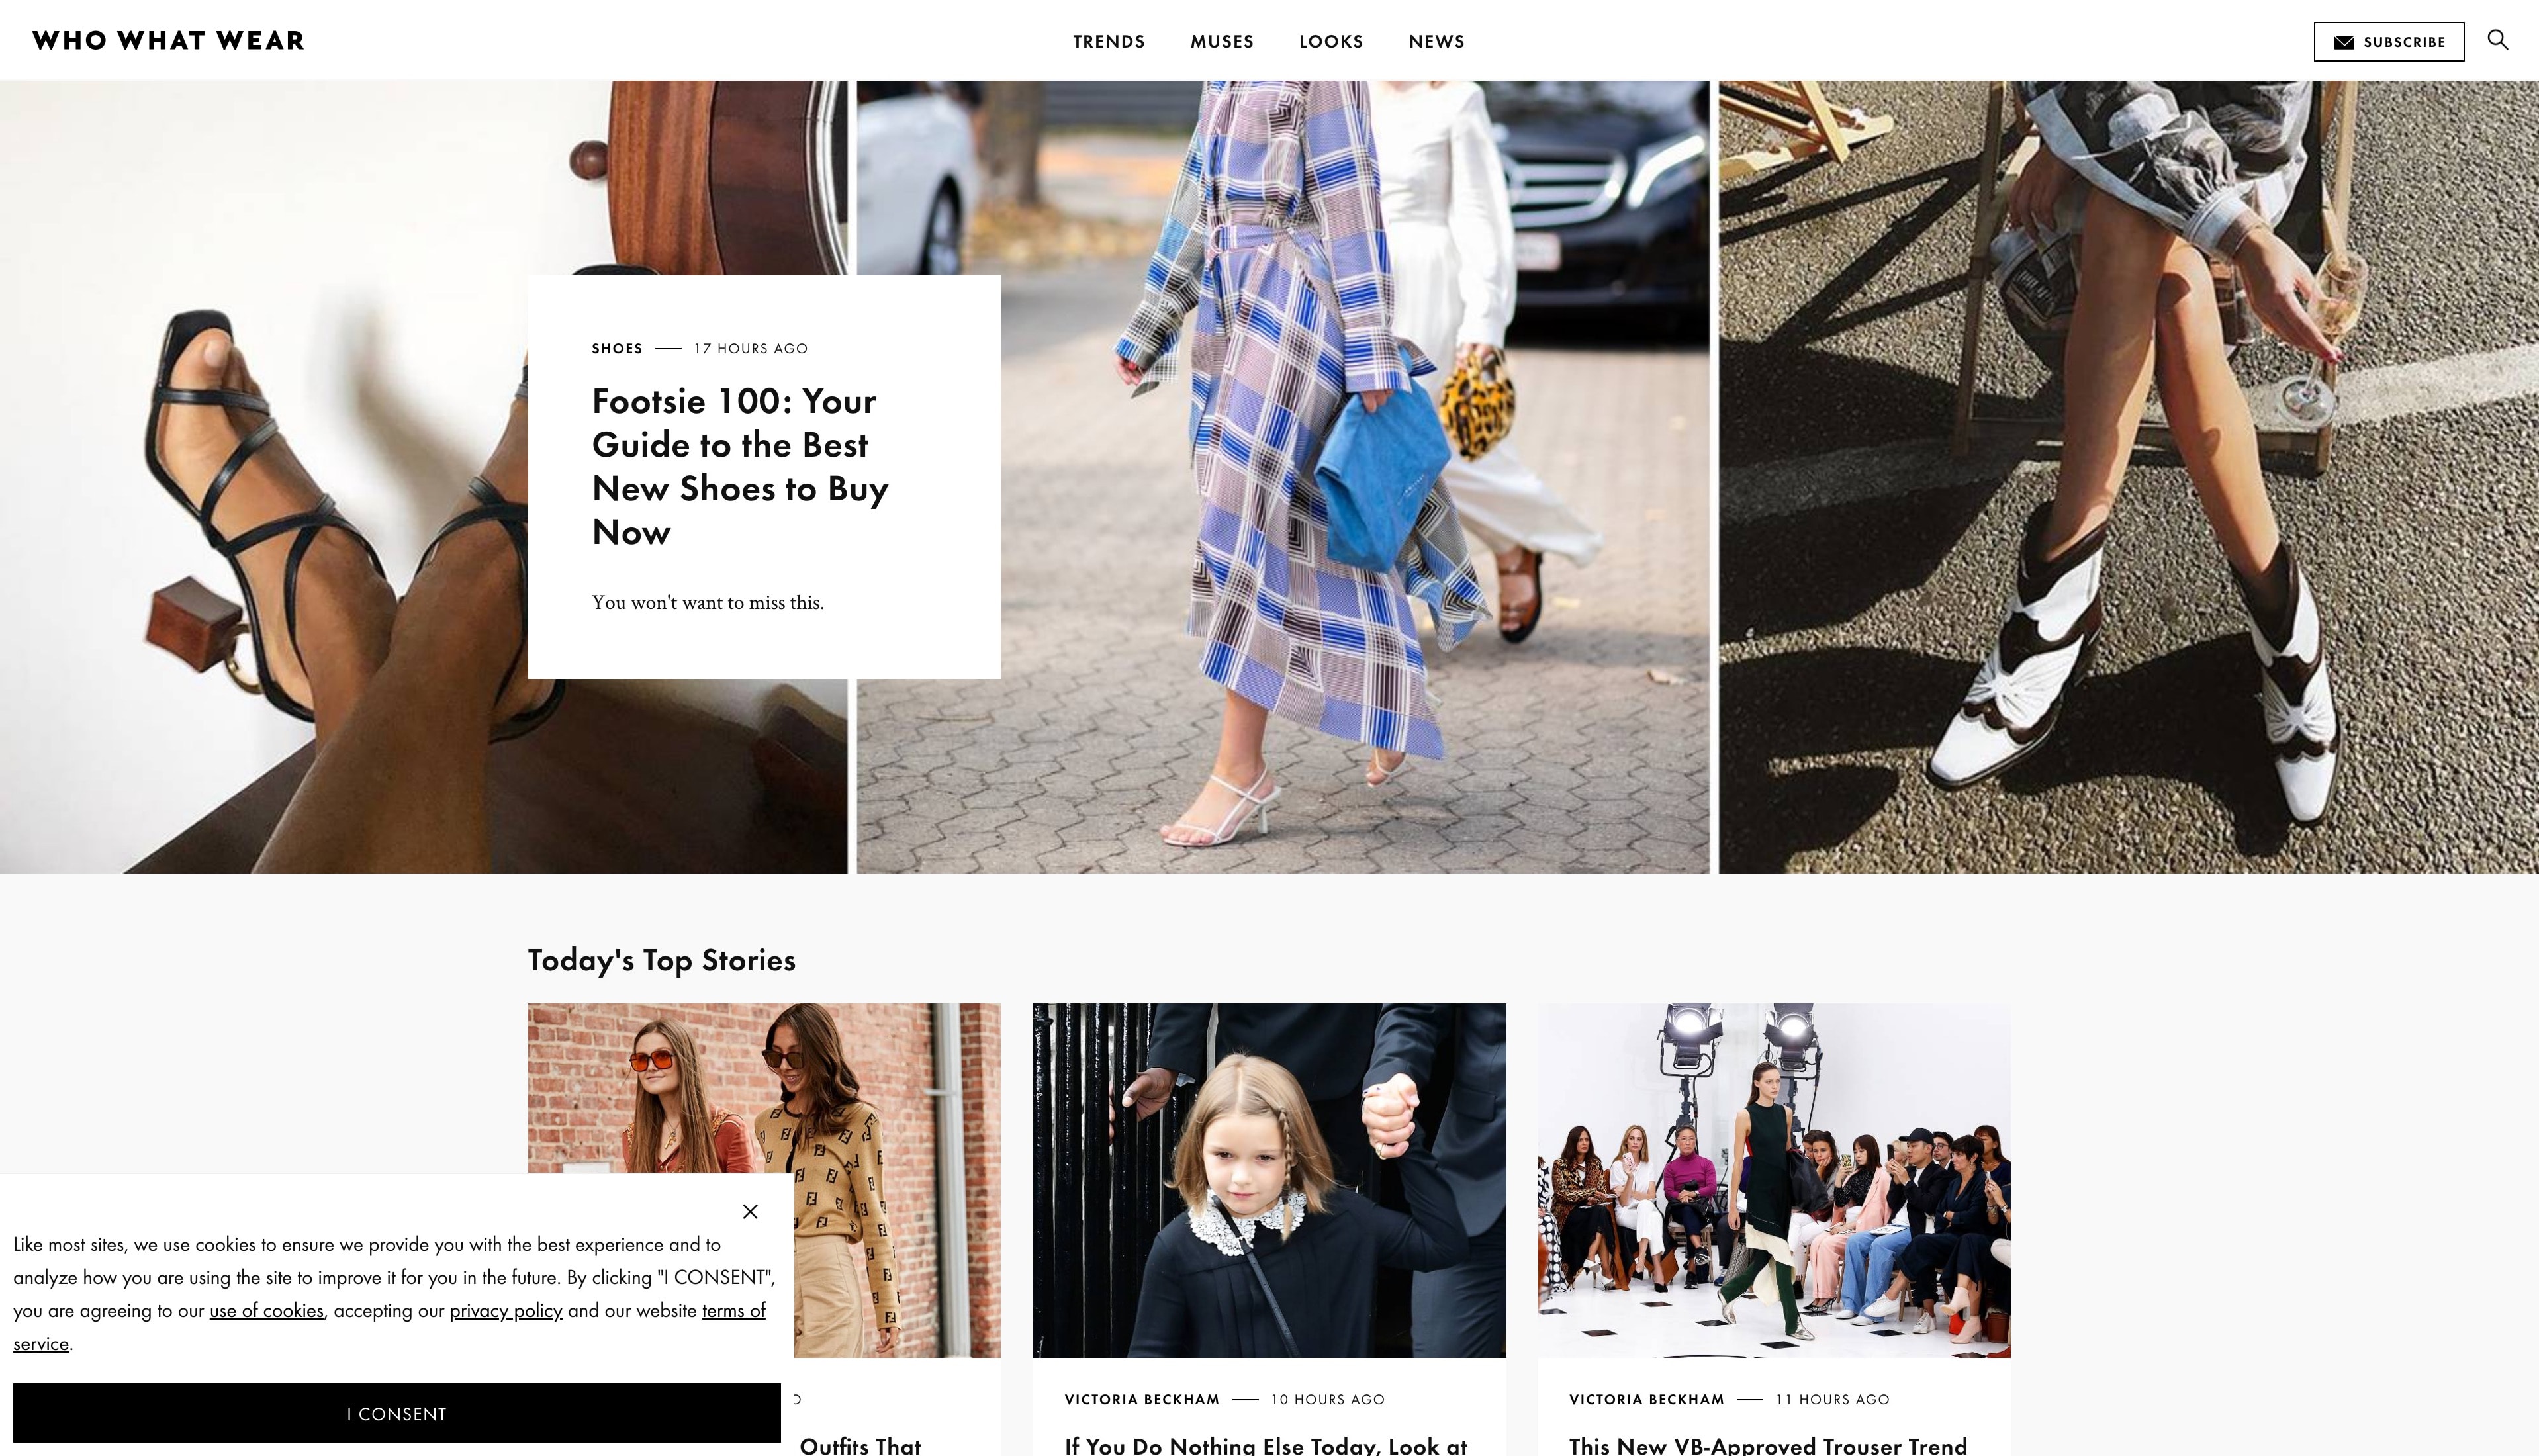 WHO WHAT WEAR
TRENDS
MUSES
LOOKS
NEWS
SUBSCRIBE
SHOES — 17 HOURS AGO
Footsie 100: Your
Guide to the Best
New Shoes to Buy
Now
You won't want to miss this.
Today's Top Stories
Like most sites, we use cookies to ensure we provide you with the best experience and to
analyze how you are using the site to improve it for you in the future. By clicking "I CONSENT",
you are agreeing to our use of cookies, accepting our privacy policy and our website terms of
service.
I CONSENT
Outfits That
VICTORIA BECKHAM — 10 HOURS AGO
If You Do Nothing Else Today, Look at
VICTORIA BECKHAM — 11 HOURS AGO
This New VB-Approved Trouser Trend